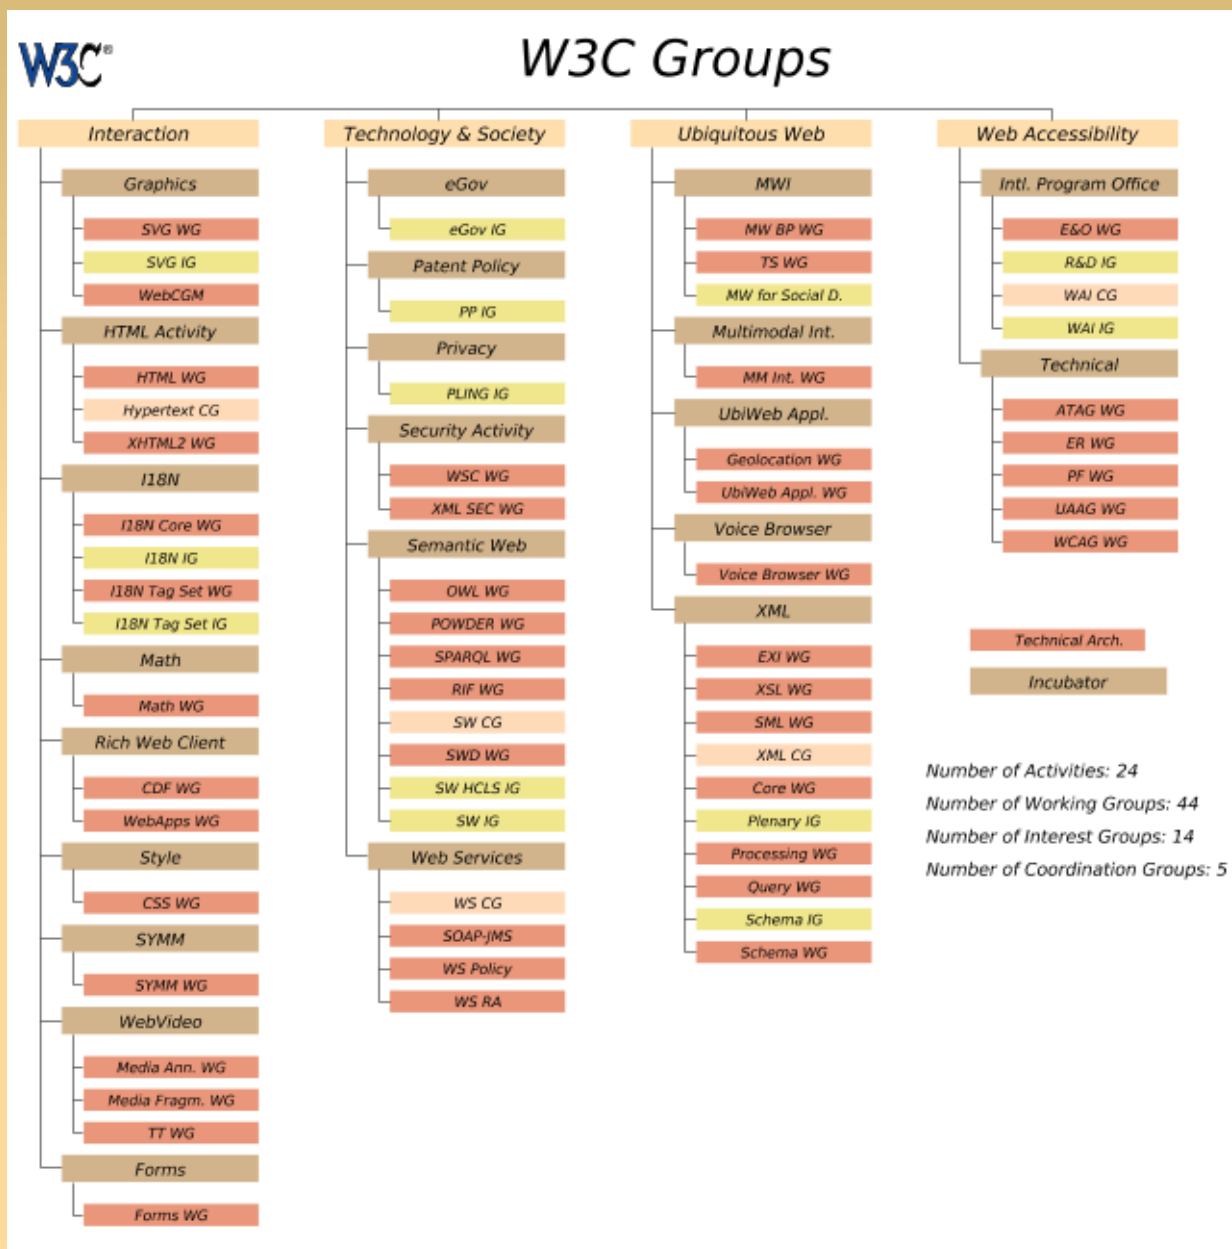 W3C®
W3C Groups
Interaction
Graphics
SVG WG
SVG IG
WebCGM
HTML Activity
HTML WG
Hypertext CG
XHTML2 WG
I18N
I18N Core WG
I18N IG
I18N Tag Set WG
I18N Tag Set IG
Math
Math WG
Rich Web Client
CDF WG
WebApps WG
Style
CSS WG
SYMM
SYMM WG
WebVideo
Media Ann. WG
Media Fragm. WG
TT WG
Forms
Forms WG
Technology & Society
eGov
eGov IG
Patent Policy
PP IG
Privacy
PLING IG
Security Activity
WSC WG
XML SEC WG
Semantic Web
OWL WG
POWDER WG
SPARQL WG
RIF WG
SW CG
SWD WG
SW HCLS IG
SW IG
Web Services
WS CG
SOAP-JMS
WS Policy
WS RA
Ubiquitous Web
MWI
MW BP WG
TS WG
MW for Social D.
Multimodal Int.
MM Int. WG
UbiWeb Appl.
Geolocation WG
UbiWeb Appl. WG
Voice Browser
Voice Browser WG
XML
EXI WG
XSL WG
SML WG
XML CG
Core WG
Plenary IG
Processing WG
Query WG
Schema IG
Schema WG
Web Accessibility
Intl. Program Office
E&O WG
R&D IG
WAI CG
WAI IG
Technical
ATAG WG
ER WG
PF WG
UAAG WG
WCAG WG
Technical Arch.
Incubator
Number of Activities: 24
Number of Working Groups: 44
Number of Interest Groups: 14
Number of Coordination Groups: 5